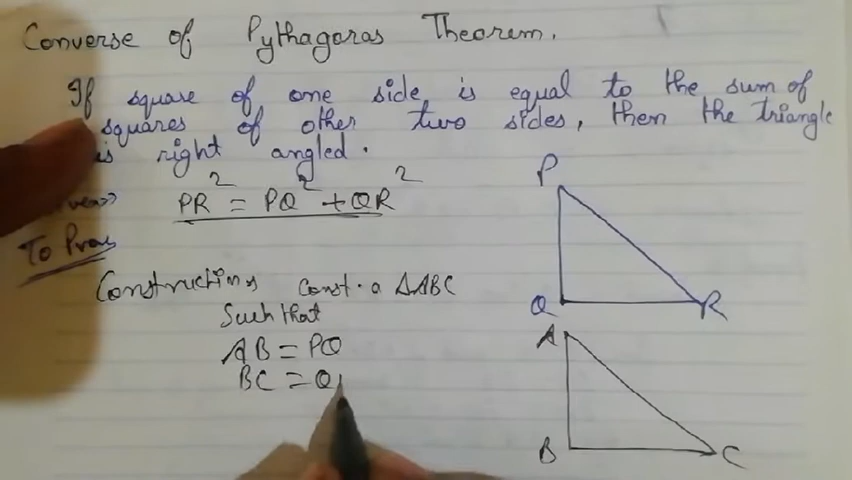 Converse of Pythagoras Theorem.
If square of one side is equal to the sum of
squares of other two sides, then the triangle
is right angled.
PR² = PQ² + QR²
To Prov
Construction const. a ΔABC
Such that
AB = PQ
BC = Q
P
Q R
A
B C